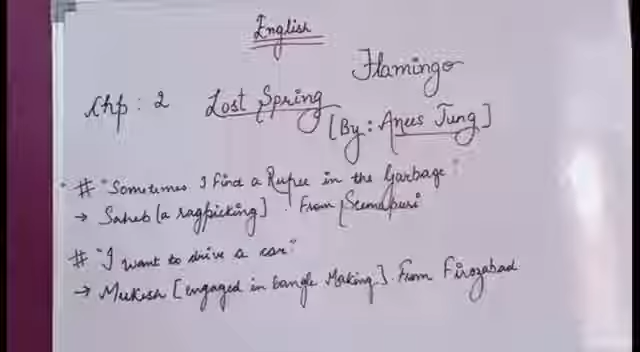 English
Flamingo
Chp : 2 Lost Spring
[By : Anees Jung]
# "Sometimes I find a Rupee in the Garbage"
→ Saheb [a ragpicking] . From Seemapuri
# "I want to drive a car"
→ Mukesh [engaged in bangle Making.] . From Firozabad